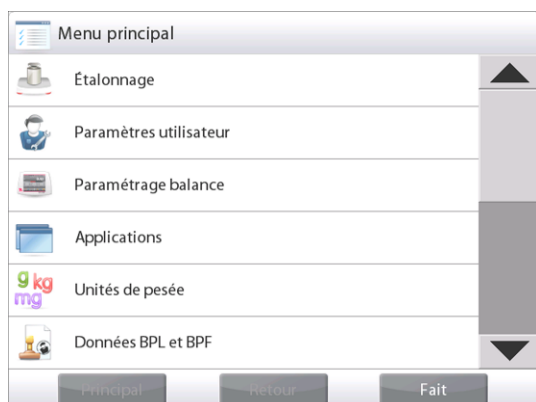 Menu principal
Étalonnage
Paramètres utilisateur
Paramétrage balance
Applications
g kg
mg
Unités de pesée
Données BPL et BPF
Principal Retour Fait